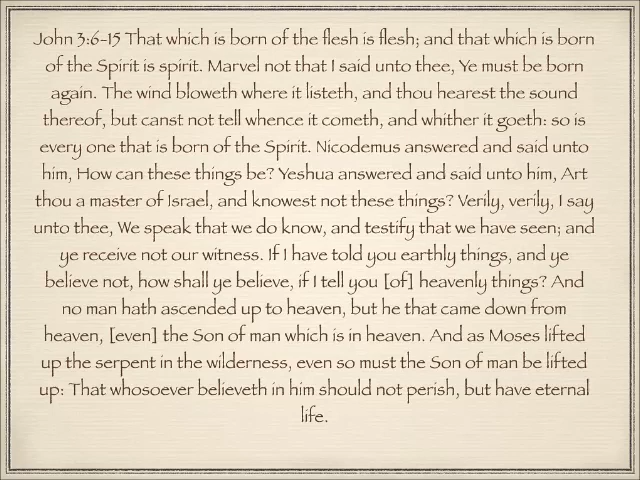 John 3:6-15 That which is born of the flesh is flesh; and that which is born
of the Spirit is spirit. Marvel not that I said unto thee, Ye must be born
again. The wind bloweth where it listeth, and thou hearest the sound
thereof, but canst not tell whence it cometh, and whither it goeth: so is
every one that is born of the Spirit. Nicodemus answered and said unto
him, How can these things be? Yeshua answered and said unto him, Art
thou a master of Israel, and knowest not these things? Verily, verily, I say
unto thee, We speak that we do know, and testify that we have seen; and
ye receive not our witness. If I have told you earthly things, and ye
believe not, how shall ye believe, if I tell you [of] heavenly things? And
no man hath ascended up to heaven, but he that came down from
heaven, [even] the Son of man which is in heaven. And as Moses lifted
up the serpent in the wilderness, even so must the Son of man be lifted
up: That whosoever believeth in him should not perish, but have eternal
life.